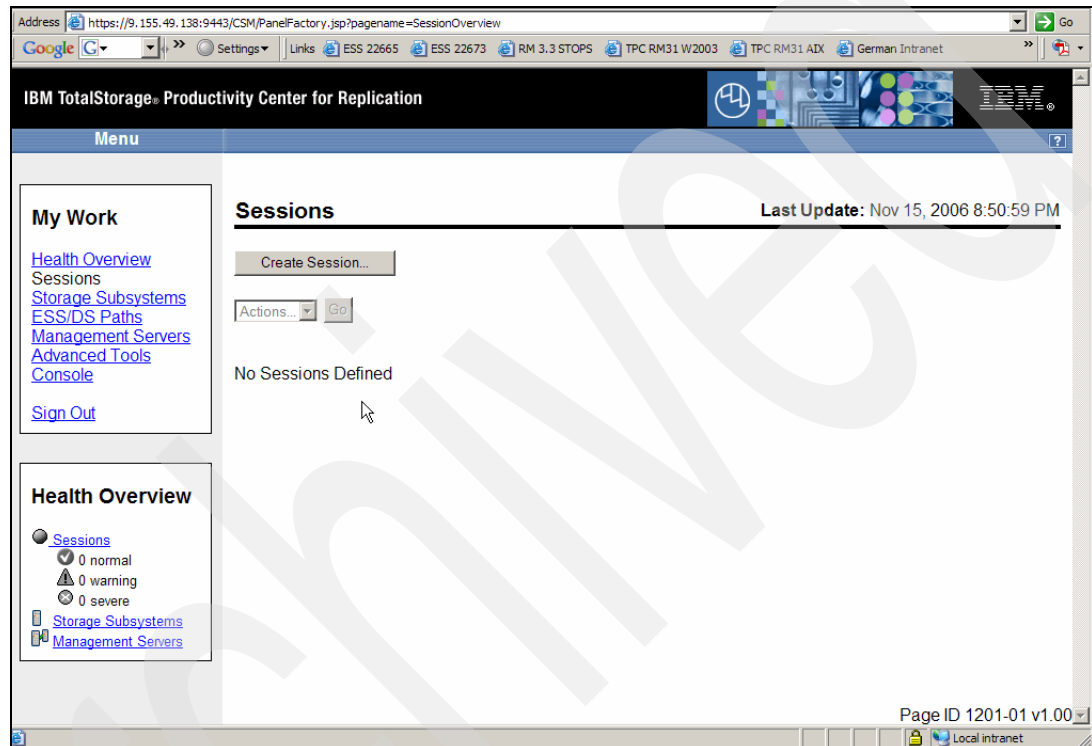 Address https://9.155.49.138:9443/CSM/PanelFactory.jsp?pagename=SessionOverview Go
Google G Settings Links ESS 22665 ESS 22673 RM 3.3 STOPS TPC RM31 W2003 TPC RM31 AIX German Intranet
IBM TotalStorage® Productivity Center for Replication IBM®
Menu ?
My Work
Health Overview
Sessions
Storage Subsystems
ESS/DS Paths
Management Servers
Advanced Tools
Console
Sign Out
Health Overview
Sessions
0 normal
0 warning
0 severe
Storage Subsystems
Management Servers
Sessions Last Update: Nov 15, 2006 8:50:59 PM
Create Session...
Actions... Go
No Sessions Defined
Page ID 1201-01 v1.00
Local intranet